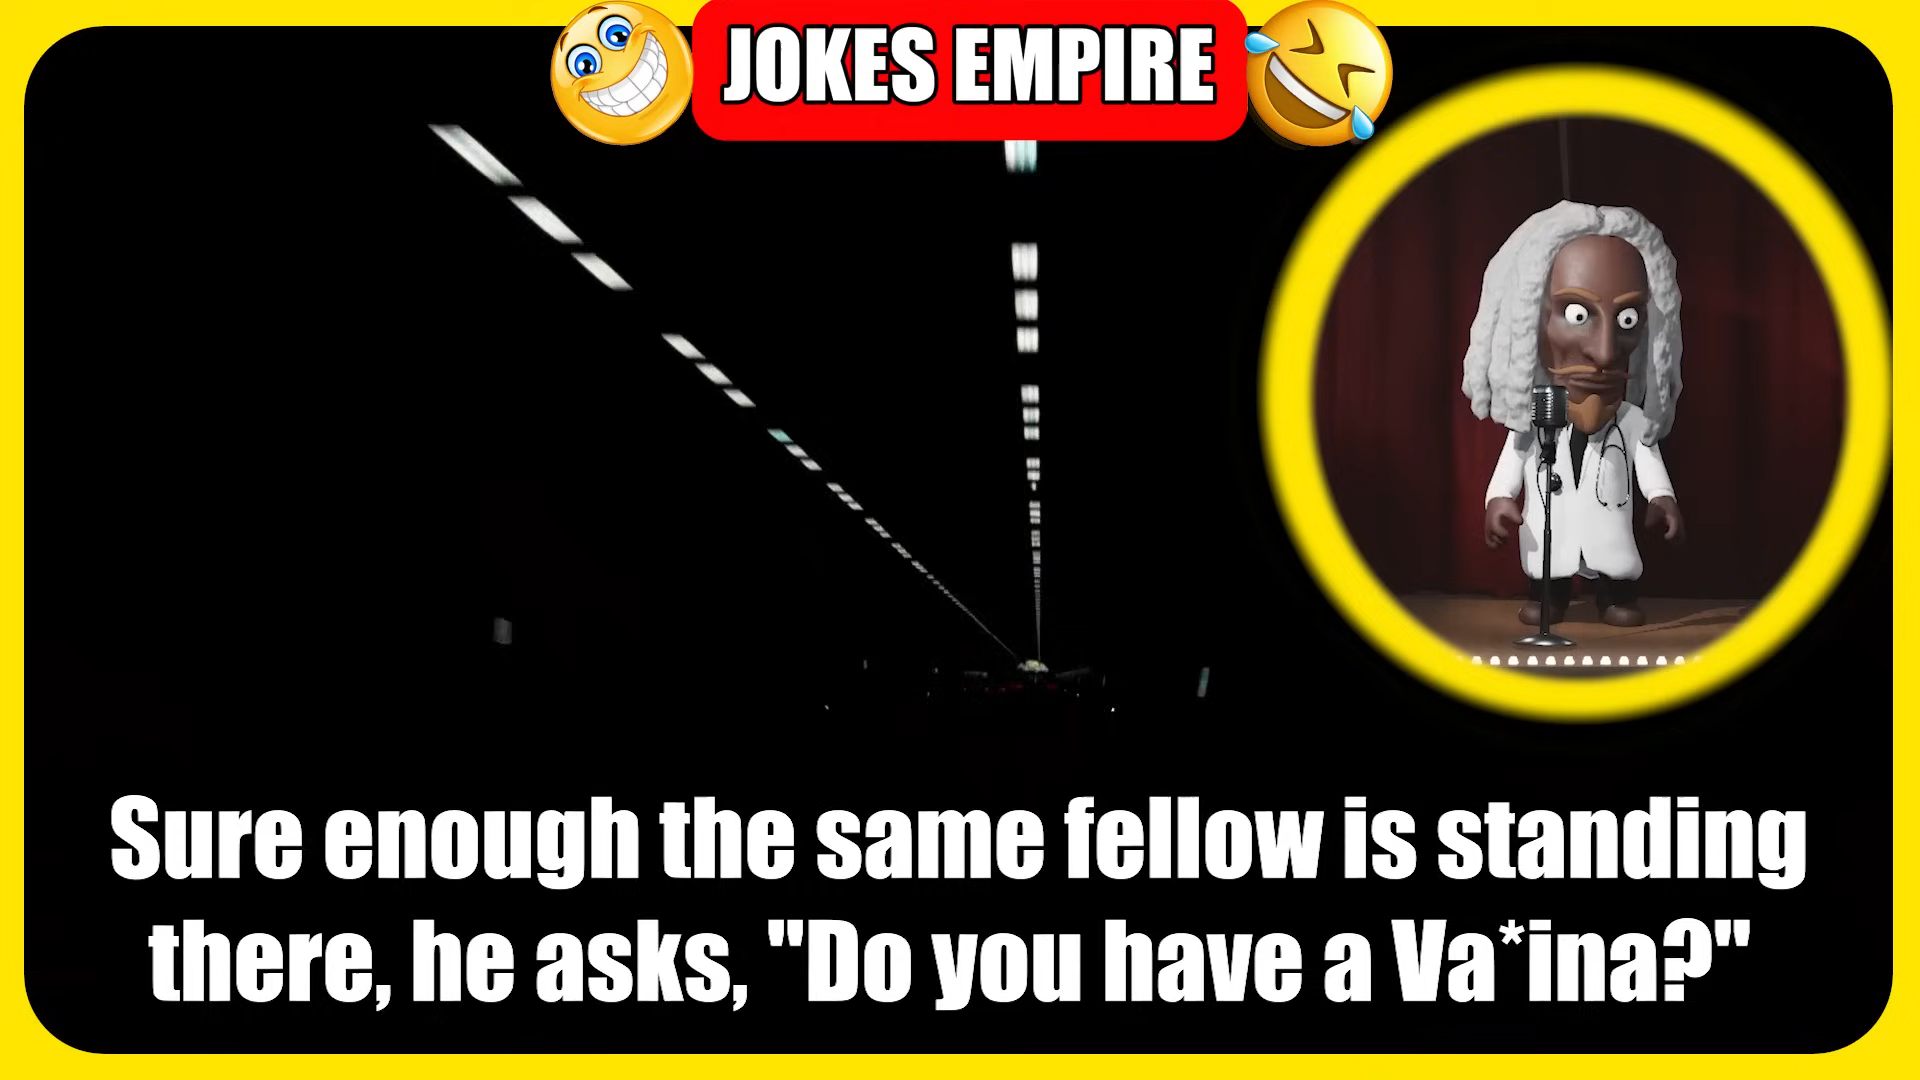 JOKES EMPIRE
Sure enough the same fellow is standing
there, he asks, "Do you have a Va*ina?"